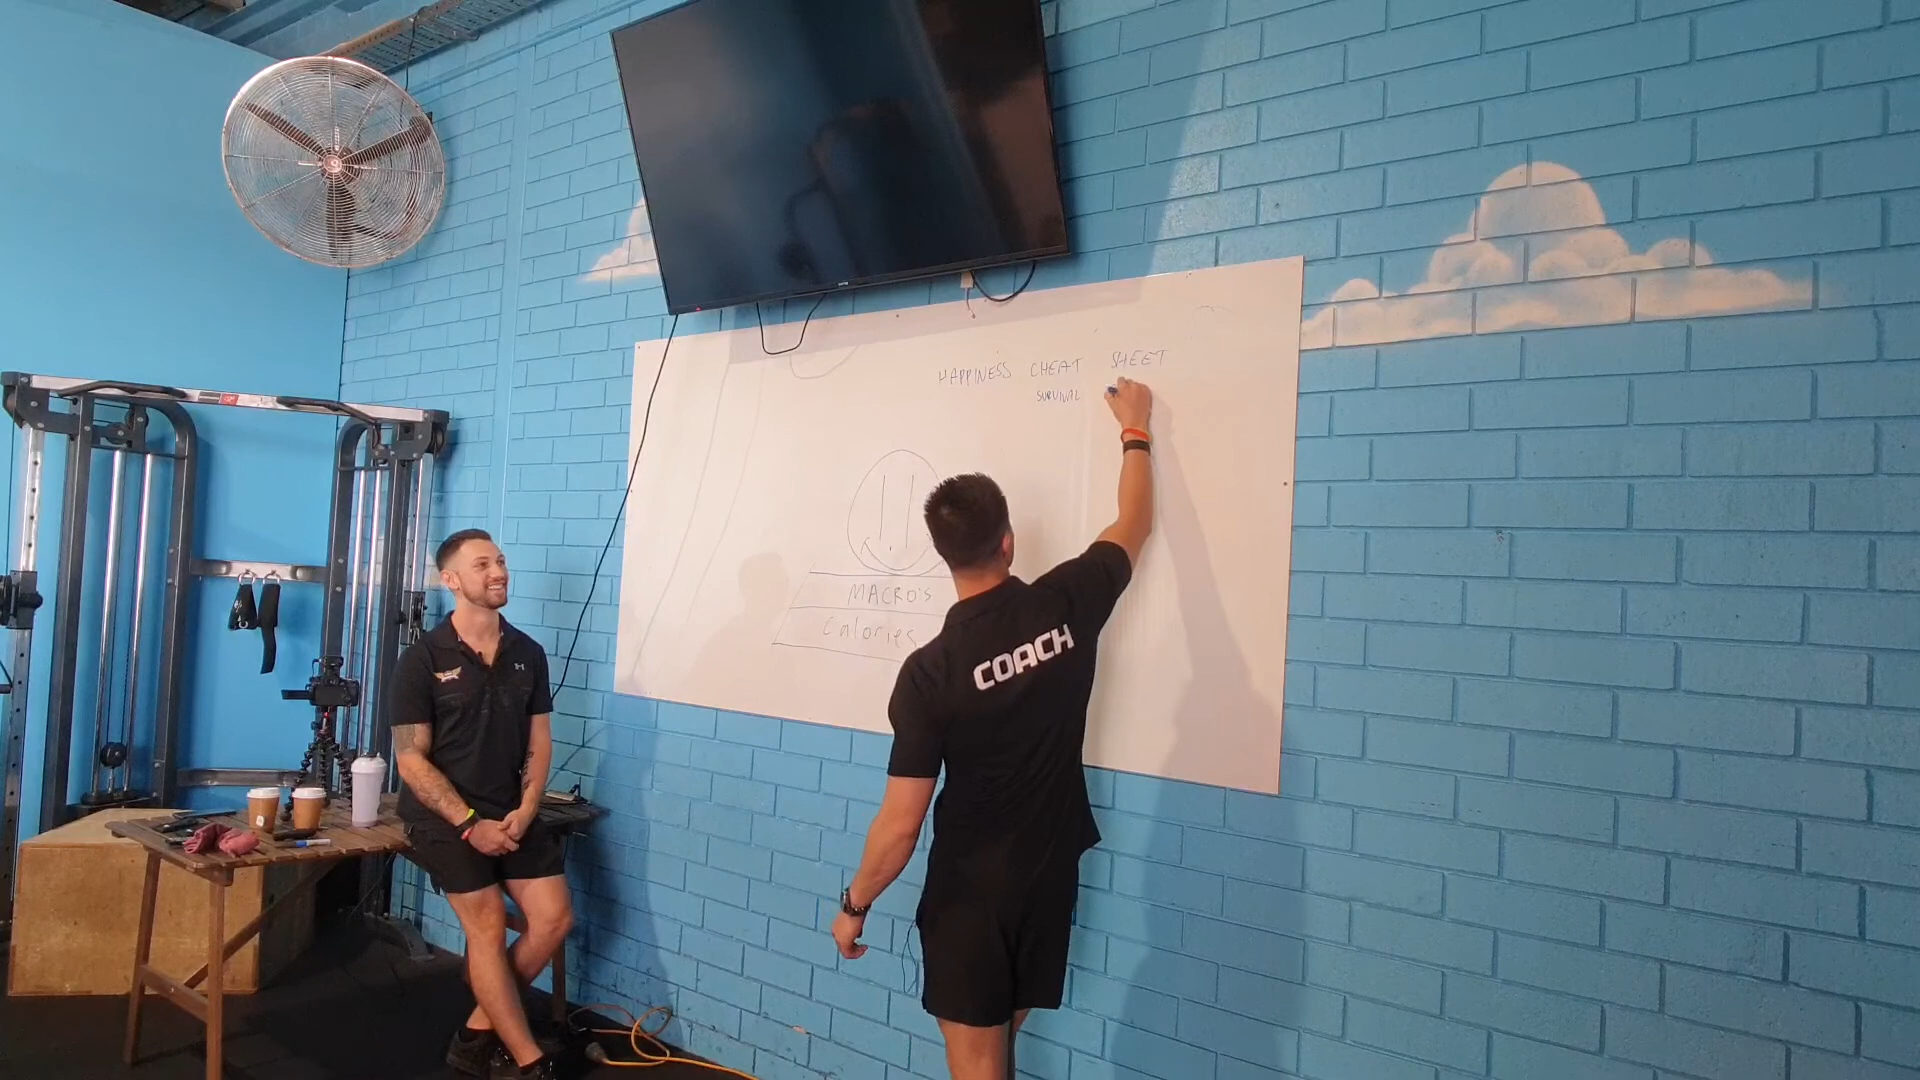 HAPPINESS CHEAT SHEET
SURVIVAL
MACRO'S
Calories
COACH